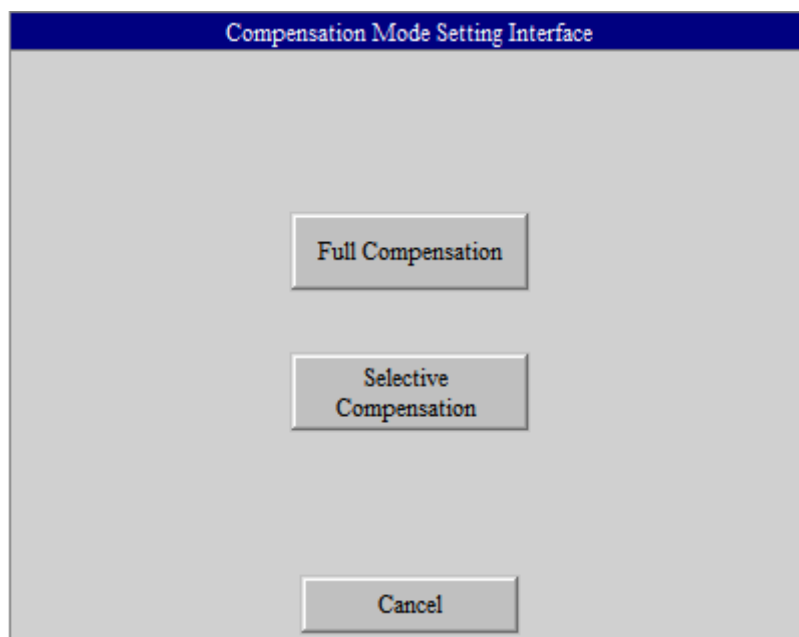 Compensation Mode Setting Interface
Full Compensation
Selective
Compensation
Cancel